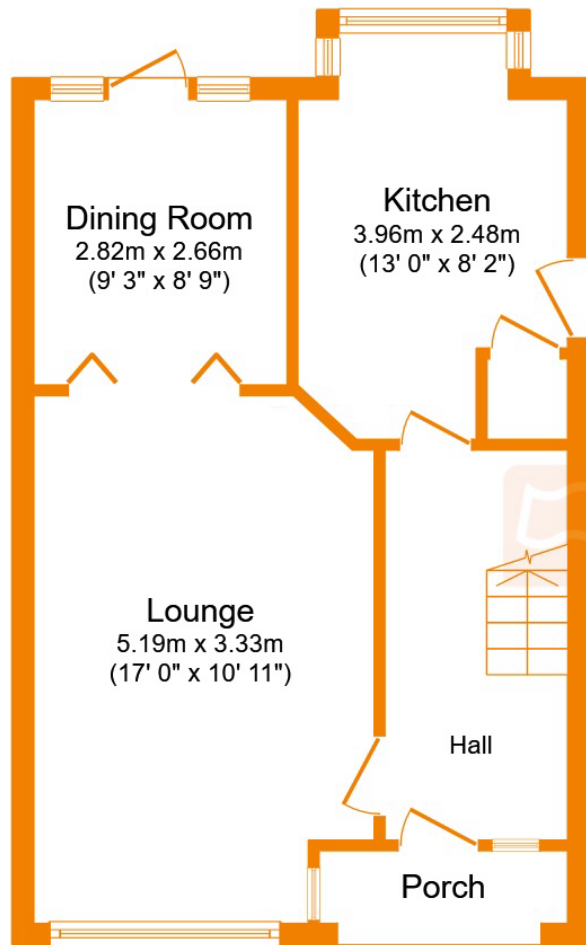 Kitchen
3.96m x 2.48m
(13' 0" x 8' 2")
Dining Room
2.82m x 2.66m
(9' 3" x 8' 9")
Lounge
5.19m x 3.33m
(17' 0" x 10' 11")
Hall
Porch